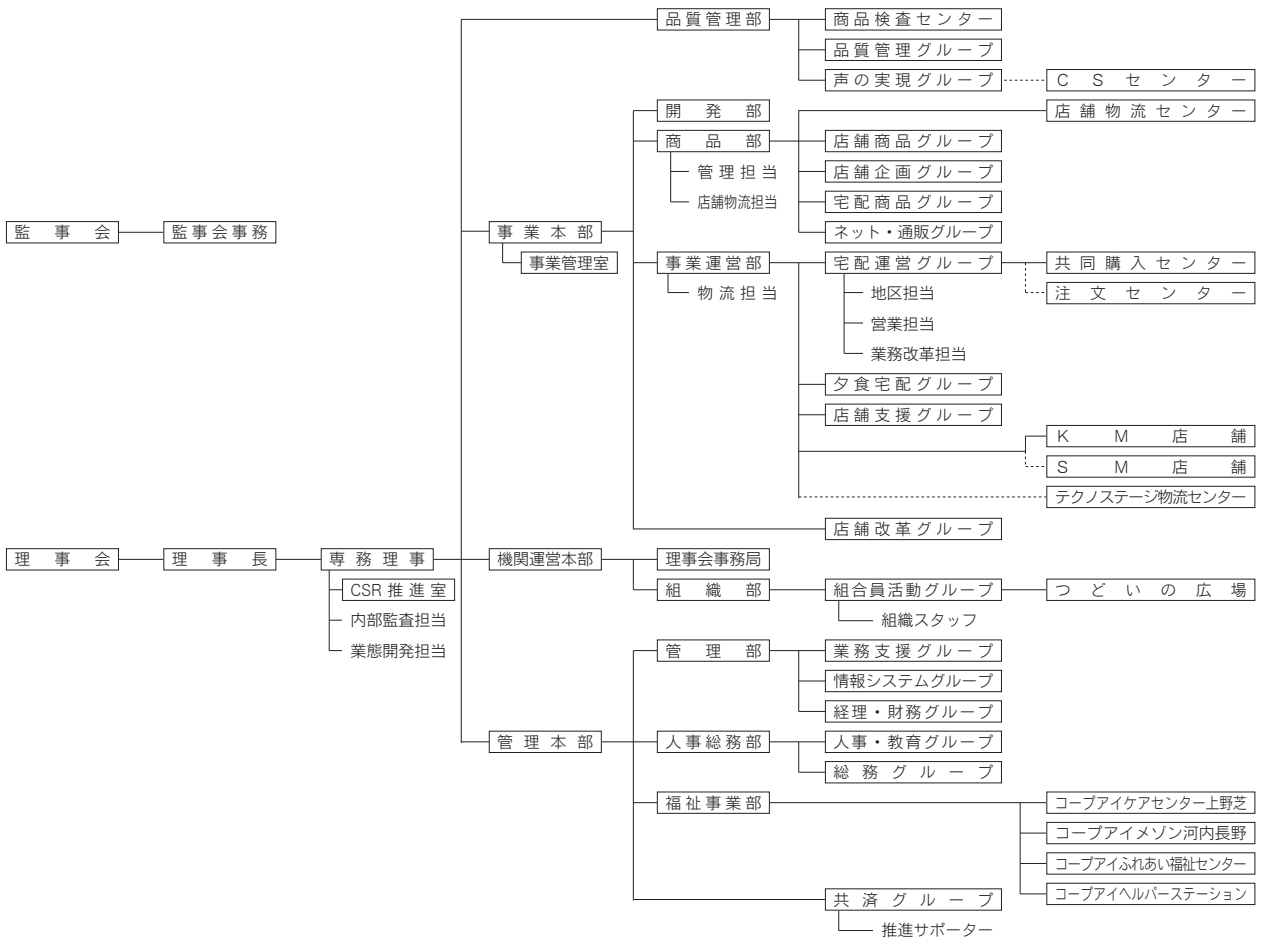 品質管理部
商品検査センター
品質管理グループ
声の実現グループ
CSセンター
開発部
店舗物流センター
商品部
店舗商品グループ
管理担当
店舗企画グループ
店舗物流担当
宅配商品グループ
監事会
監事会事務
事業本部
ネット・通販グループ
事業管理室
事業運営部
宅配運営グループ
共同購入センター
物流担当
地区担当
注文センター
営業担当
業務改革担当
夕食宅配グループ
店舗支援グループ
KM店舗
SM店舗
テクノステージ物流センター
店舗改革グループ
理事会
理事長
専務理事
機関運営本部
理事会事務局
CSR推進室
組織部
組合員活動グループ
つどいの広場
内部監査担当
組織スタッフ
業態開発担当
管理部
業務支援グループ
情報システムグループ
経理・財務グループ
管理本部
人事総務部
人事・教育グループ
総務グループ
福祉事業部
コープアイケアセンター上野芝
コープアイメゾン河内長野
コープアイふれあい福祉センター
コープアイヘルパーステーション
共済グループ
推進サポーター